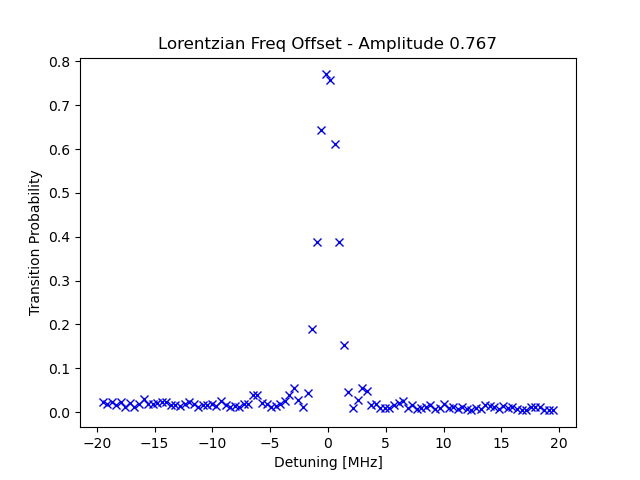 Lorentzian Freq Offset - Amplitude 0.767
0.8
0.7
0.6
0.5
0.4
0.3
0.2
0.1
0.0
Transition Probability
−20 −15 −10 −5 0 5 10 15 20
Detuning [MHz]